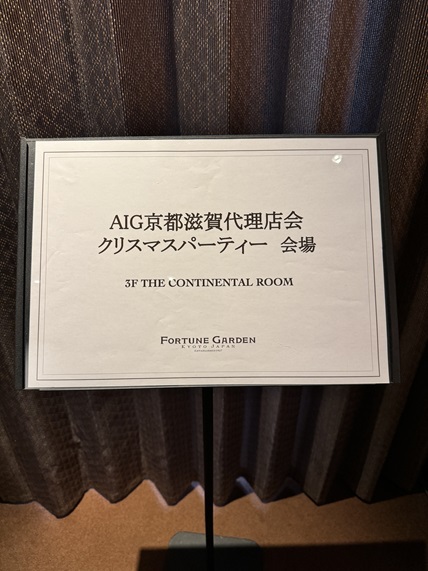 AIG京都滋賀代理店会
クリスマスパーティー 会場
3F THE CONTINENTAL ROOM
FORTUNE GARDEN
KYOTO JAPAN